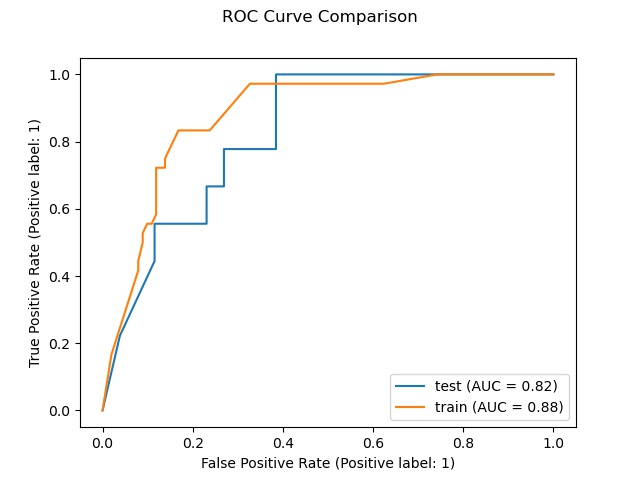 ROC Curve Comparison
True Positive Rate (Positive label: 1)
1.0
0.8
0.6
0.4
0.2
0.0
test (AUC = 0.82)
train (AUC = 0.88)
0.0 0.2 0.4 0.6 0.8 1.0
False Positive Rate (Positive label: 1)